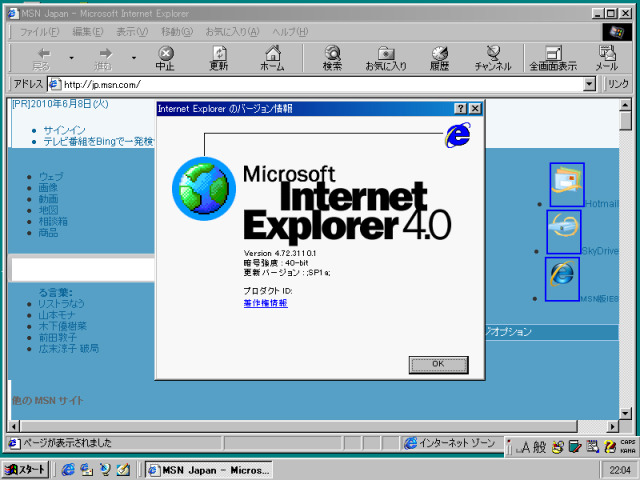 MSN Japan - Microsoft Internet Explorer
ファイル(F) 編集(E) 表示(V) 移動(G) お気に入り(A) ヘルプ(H)
戻る 進む 中止 更新 ホーム 検索 お気に入り 履歴 チャンネル 全画面表示 メール
アドレス http://jp.msn.com/ リンク
[PR]2010年6月8日(火)
サインイン
テレビ番組をBingで一発検
ウェブ
画像
動画
地図
相談箱
商品
る言葉:
リストラなう
山本モナ
木下優樹菜
前田敦子
広末涼子 破局
他の MSN サイト
Internet Explorer のバージョン情報
Microsoft
Internet
Explorer 4.0
Version 4.72.3110.1
暗号強度 : 40-bit
更新バージョン : ;SP1a;
プロダクト ID:
著作権情報
OK
Hotmail
SkyDrive
MSN版IE8
ジオプション
ページが表示されました インターネット ゾーン
A 般 CAPS
KANA
スタート MSN Japan - Micros... 22:04